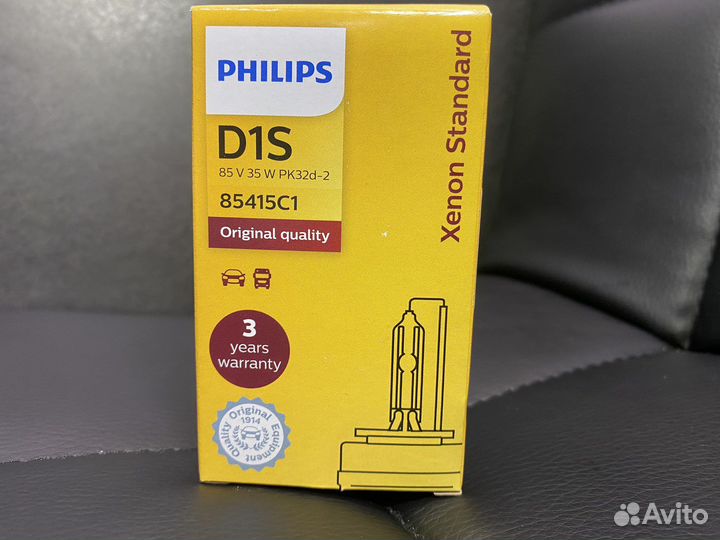 PHILIPS
D1S
85 V 35 W PK32d-2
85415C1
Original quality
Xenon Standard
3
years
warranty
Original
1914
Quality Equipment
Avito